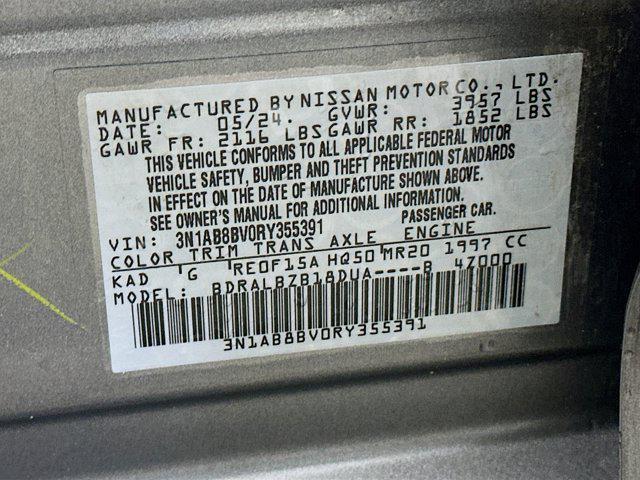 MANUFACTURED BY NISSAN MOTOR CO., LTD.
DATE: 05/24. GVWR: 3957 LBS
GAWR FR: 2116 LBS GAWR RR: 1852 LBS
THIS VEHICLE CONFORMS TO ALL APPLICABLE FEDERAL MOTOR
VEHICLE SAFETY, BUMPER AND THEFT PREVENTION STANDARDS
IN EFFECT ON THE DATE OF MANUFACTURE SHOWN ABOVE.
SEE OWNER'S MANUAL FOR ADDITIONAL INFORMATION.
VIN: 3N1AB8BV0RY355391 PASSENGER CAR.
COLOR TRIM TRANS AXLE ENGINE
KAD G RE0F15A HQ50 MR20 1997 CC
MODEL: BDRALBZB18DUA----B 4Z000
3N1AB8BV0RY355391